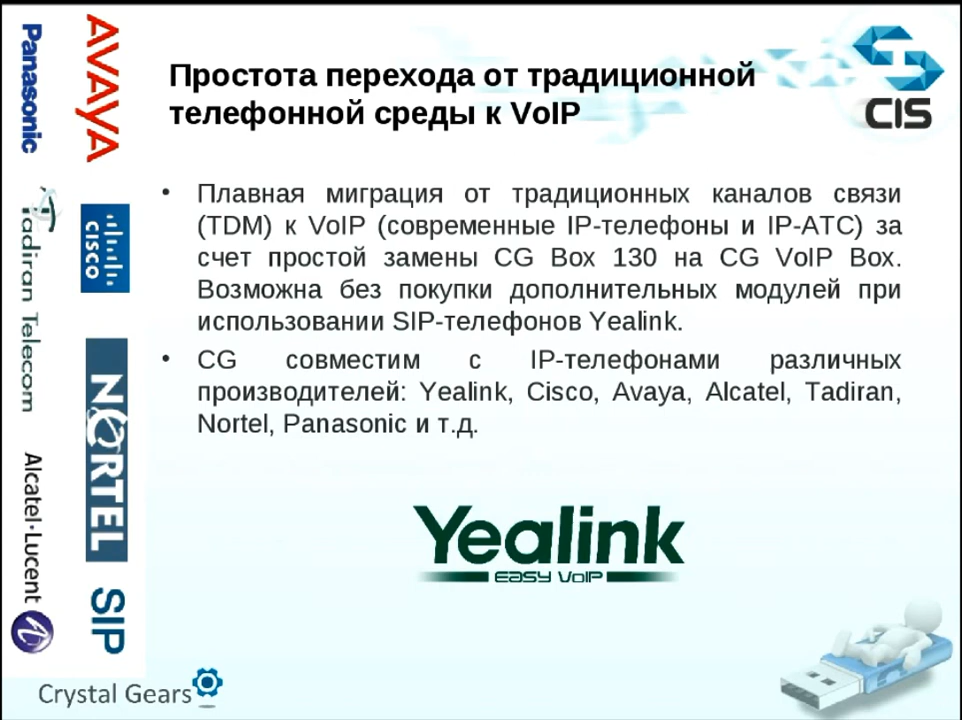 Panasonic
AVAYA
Tadiran Telecom
CISCO
NORTEL
Alcatel·Lucent
SIP
CIS
Простота перехода от традиционной
телефонной среды к VoIP
• Плавная миграция от традиционных каналов связи
(TDM) к VoIP (современные IP-телефоны и IP-АТС) за
счет простой замены CG Box 130 на CG VoIP Box.
Возможна без покупки дополнительных модулей при
использовании SIP-телефонов Yealink.
• CG совместим с IP-телефонами различных
производителей: Yealink, Cisco, Avaya, Alcatel, Tadiran,
Nortel, Panasonic и т.д.
Yealink
EASY VoIP
Crystal Gears